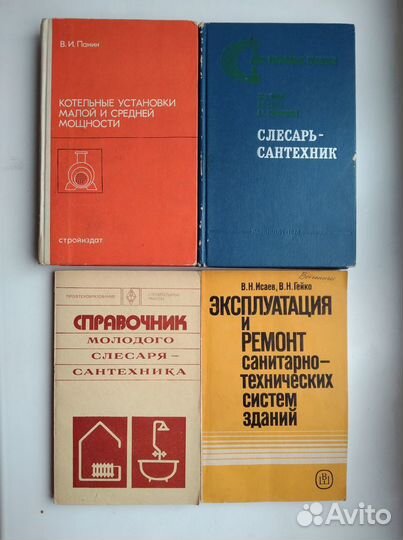 В. И. Панин
КОТЕЛЬНЫЕ УСТАНОВКИ
МАЛОЙ И СРЕДНЕЙ
МОЩНОСТИ
стройиздат
СЛЕСАРЬ-
САНТЕХНИК
ПРОФТЕХОБРАЗОВАНИЕ
СПРАВОЧНИК
МОЛОДОГО
СЛЕСАРЯ-
САНТЕХНИКА
В. Н. Исаев, В. Н. Гейко
ЭКСПЛУАТАЦИЯ
И
РЕМОНТ
санитарно-
технических
систем
зданий
Avito